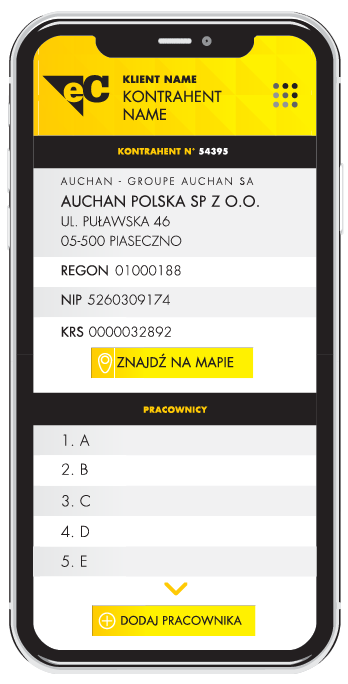 eC
KLIENT NAME
KONTRAHENT
NAME
KONTRAHENT N° 54395
AUCHAN - GROUPE AUCHAN SA
AUCHAN POLSKA SP Z O.O.
UL. PUŁAWSKA 46
05-500 PIASECZNO
REGON 01000188
NIP 5260309174
KRS 0000032892
ZNAJDŹ NA MAPIE
PRACOWNICY
1. A
2. B
3. C
4. D
5. E
DODAJ PRACOWNIKA